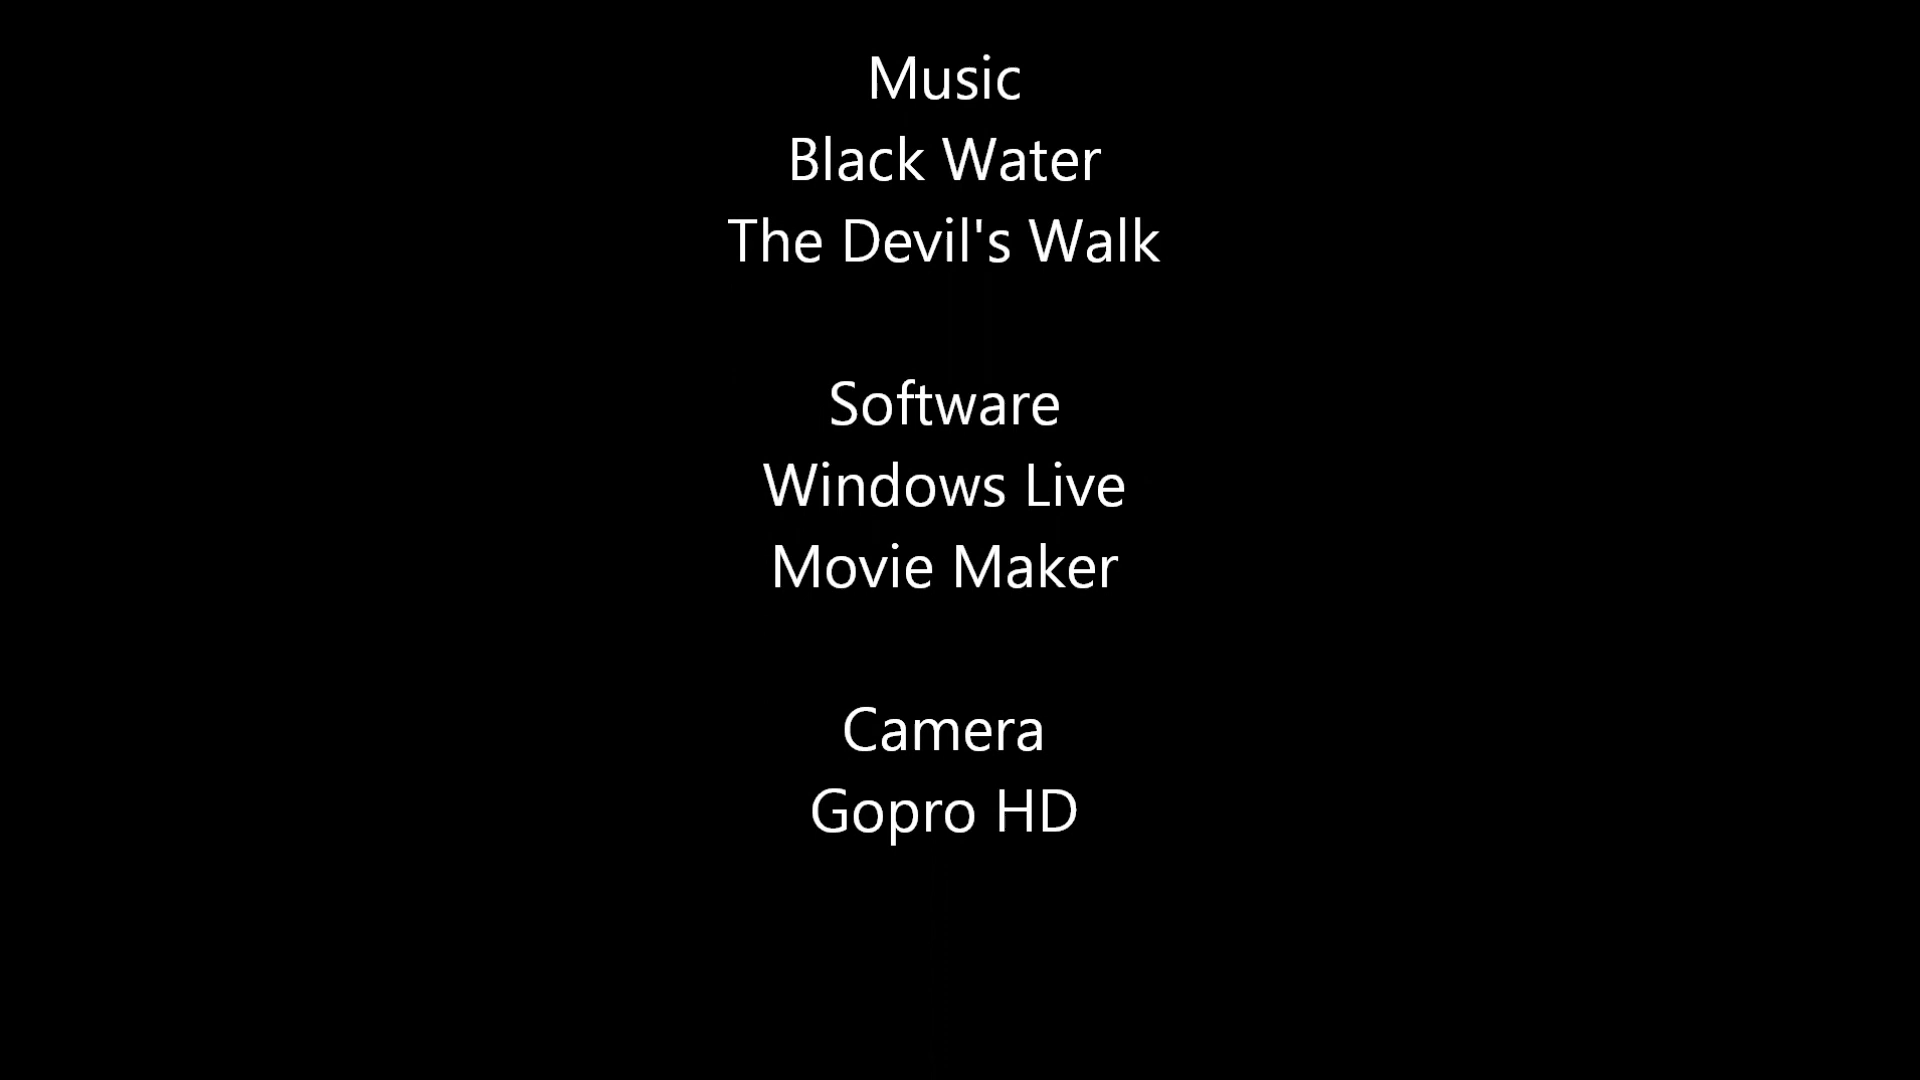 Music
Black Water
The Devil's Walk
Software
Windows Live
Movie Maker
Camera
Gopro HD